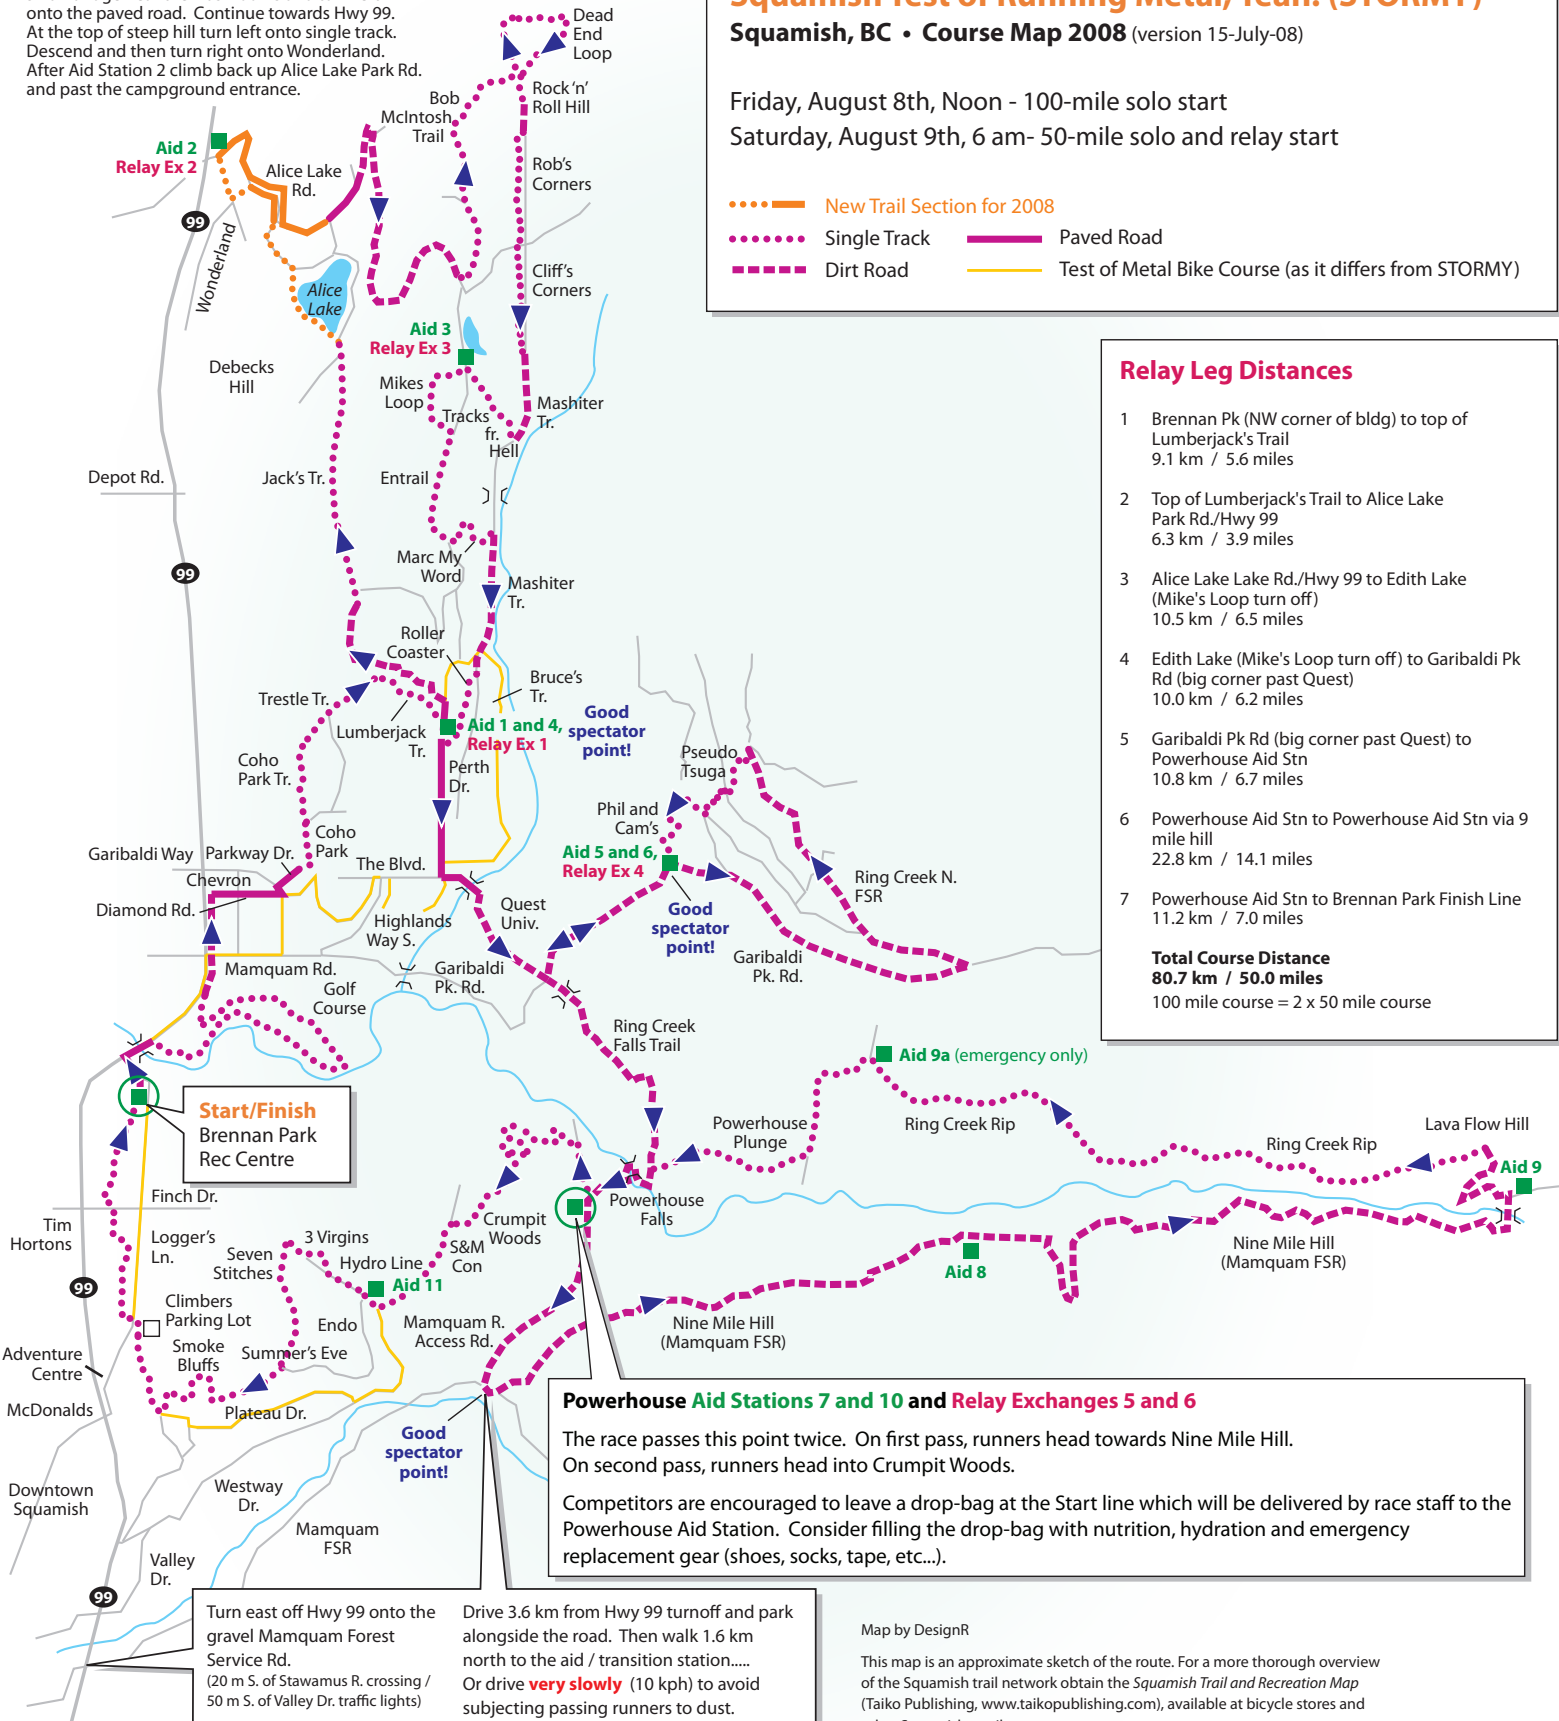 onto the paved road. Continue towards Hwy 99.
At the top of steep hill turn left onto single track.
Descend and then turn right onto Wonderland.
After Aid Station 2 climb back up Alice Lake Park Rd.
and past the campground entrance.
Squamish Test of Running Metal, Yeah! (STORMY)
Squamish, BC • Course Map 2008 (version 15-July-08)
Friday, August 8th, Noon - 100-mile solo start
Saturday, August 9th, 6 am- 50-mile solo and relay start
New Trail Section for 2008
Single Track
Paved Road
Dirt Road
Test of Metal Bike Course (as it differs from STORMY)
Dead
End
Loop
Rock 'n'
Roll Hill
Bob
McIntosh
Trail
Rob's
Corners
Cliff's
Corners
Aid 2
Relay Ex 2
Alice Lake
Rd.
99
Wonderland
Alice
Lake
Aid 3
Relay Ex 3
Debecks
Hill
Mikes
Loop
Tracks
fr.
Hell
Mashiter
Tr.
Depot Rd.
Jack's Tr.
Entrail
99
Marc My
Word
Mashiter
Tr.
Roller
Coaster
Bruce's
Tr.
Trestle Tr.
Lumberjack
Tr.
Aid 1 and 4,
Relay Ex 1
Good
spectator
point!
Perth
Dr.
Coho
Park Tr.
Pseudo
Tsuga
Phil and
Cam's
Aid 5 and 6,
Relay Ex 4
Coho
Park
Garibaldi Way
Parkway Dr.
The Blvd.
Chevron
Diamond Rd.
Highlands
Way S.
Quest
Univ.
Good
spectator
point!
Ring Creek N.
FSR
Garibaldi
Pk. Rd.
Mamquam Rd.
Golf
Course
Garibaldi
Pk. Rd.
Ring Creek
Falls Trail
Relay Leg Distances
1 Brennan Pk (NW corner of bldg) to top of
Lumberjack's Trail
9.1 km / 5.6 miles
2 Top of Lumberjack's Trail to Alice Lake
Park Rd./Hwy 99
6.3 km / 3.9 miles
3 Alice Lake Lake Rd./Hwy 99 to Edith Lake
(Mike's Loop turn off)
10.5 km / 6.5 miles
4 Edith Lake (Mike's Loop turn off) to Garibaldi Pk
Rd (big corner past Quest)
10.0 km / 6.2 miles
5 Garibaldi Pk Rd (big corner past Quest) to
Powerhouse Aid Stn
10.8 km / 6.7 miles
6 Powerhouse Aid Stn to Powerhouse Aid Stn via 9
mile hill
22.8 km / 14.1 miles
7 Powerhouse Aid Stn to Brennan Park Finish Line
11.2 km / 7.0 miles
Total Course Distance
80.7 km / 50.0 miles
100 mile course = 2 x 50 mile course
Start/Finish
Brennan Park
Rec Centre
Aid 9a (emergency only)
Ring Creek Rip
Powerhouse
Plunge
Ring Creek Rip
Lava Flow Hill
Aid 9
Finch Dr.
Tim
Hortons
Logger's
Ln.
Seven
Stitches
3 Virgins
Hydro Line
Aid 11
Crumpit
Woods
S&M
Con
Powerhouse
Falls
Nine Mile Hill
(Mamquam FSR)
Aid 8
99
Climbers
Parking Lot
Endo
Mamquam R.
Access Rd.
Nine Mile Hill
(Mamquam FSR)
Smoke
Bluffs
Summer's Eve
Adventure
Centre
McDonalds
Plateau Dr.
Good
spectator
point!
Downtown
Squamish
Westway
Dr.
Mamquam
FSR
Valley
Dr.
99
Powerhouse Aid Stations 7 and 10 and Relay Exchanges 5 and 6
The race passes this point twice. On first pass, runners head towards Nine Mile Hill.
On second pass, runners head into Crumpit Woods.
Competitors are encouraged to leave a drop-bag at the Start line which will be delivered by race staff to the
Powerhouse Aid Station. Consider filling the drop-bag with nutrition, hydration and emergency
replacement gear (shoes, socks, tape, etc...).
Turn east off Hwy 99 onto the
gravel Mamquam Forest
Service Rd.
(20 m S. of Stawamus R. crossing /
50 m S. of Valley Dr. traffic lights)
Drive 3.6 km from Hwy 99 turnoff and park
alongside the road. Then walk 1.6 km
north to the aid / transition station.....
Or drive very slowly (10 kph) to avoid
subjecting passing runners to dust.
Map by DesignR
This map is an approximate sketch of the route. For a more thorough overview
of the Squamish trail network obtain the Squamish Trail and Recreation Map
(Taiko Publishing, www.taikopublishing.com), available at bicycle stores and